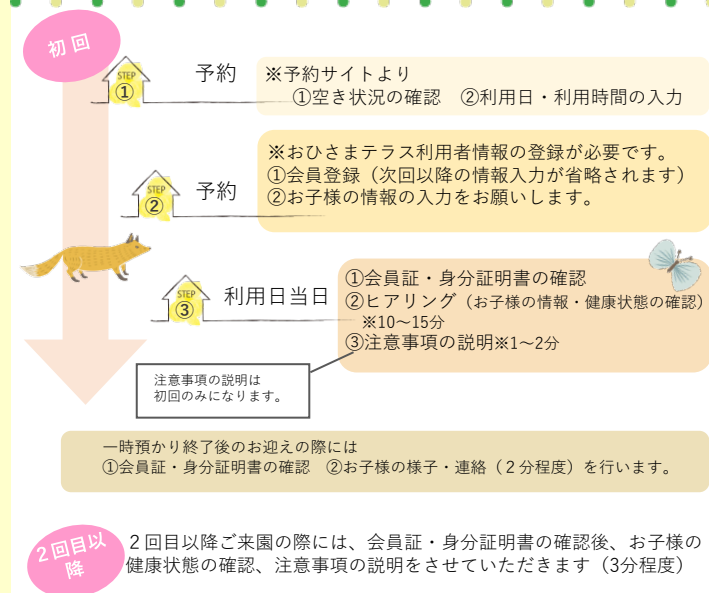 初回
STEP
①
予約
※予約サイトより
①空き状況の確認　②利用日・利用時間の入力
STEP
②
予約
※おひさまテラス利用者情報の登録が必要です。
①会員登録（次回以降の情報入力が省略されます）
②お子様の情報の入力をお願いします。
STEP
③
利用日当日
①会員証・身分証明書の確認
②ヒアリング（お子様の情報・健康状態の確認）
※10～15分
③注意事項の説明※1～2分
注意事項の説明は
初回のみになります。
一時預かり終了後のお迎えの際には
①会員証・身分証明書の確認　②お子様の様子・連絡（２分程度）を行います。
２回目以
降
２回目以降ご来園の際には、会員証・身分証明書の確認後、お子様の
健康状態の確認、注意事項の説明をさせていただきます（3分程度）